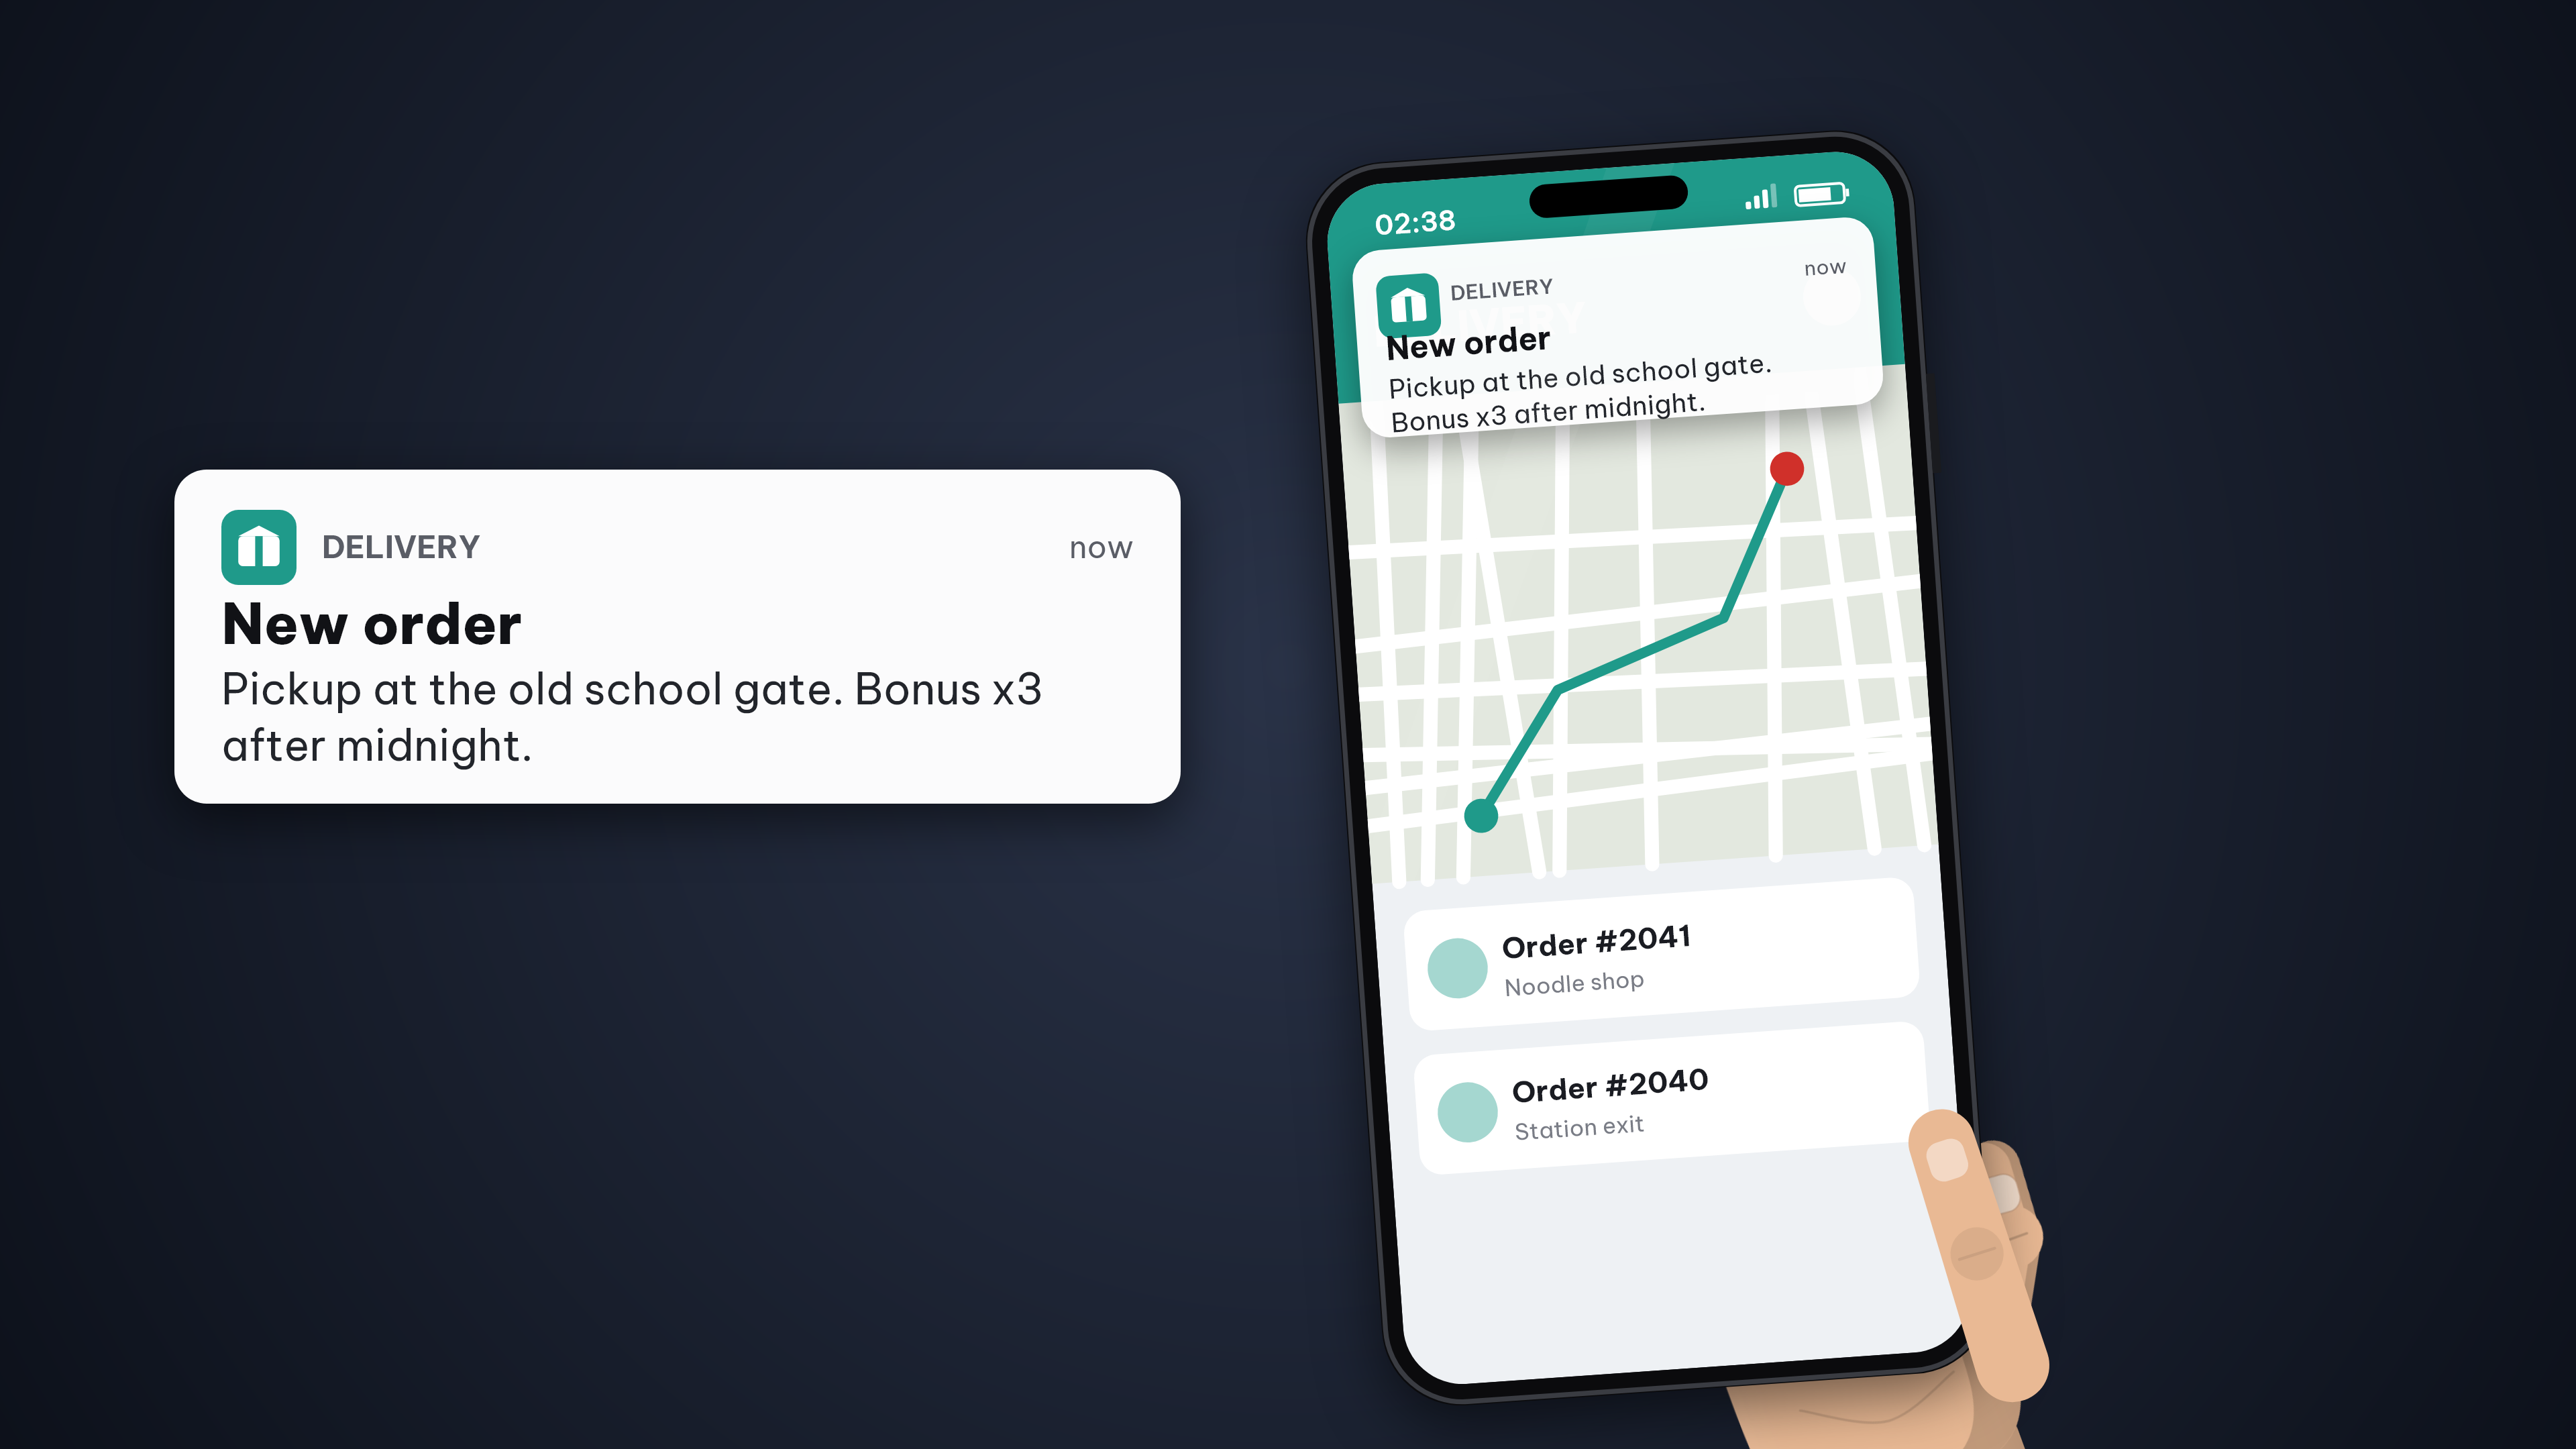 DELIVERY
now
New order
Pickup at the old school gate. Bonus x3
after midnight.
02:38
DELIVERY
now
New order
Pickup at the old school gate.
Bonus x3 after midnight.
Order #2041
Noodle shop
Order #2040
Station exit